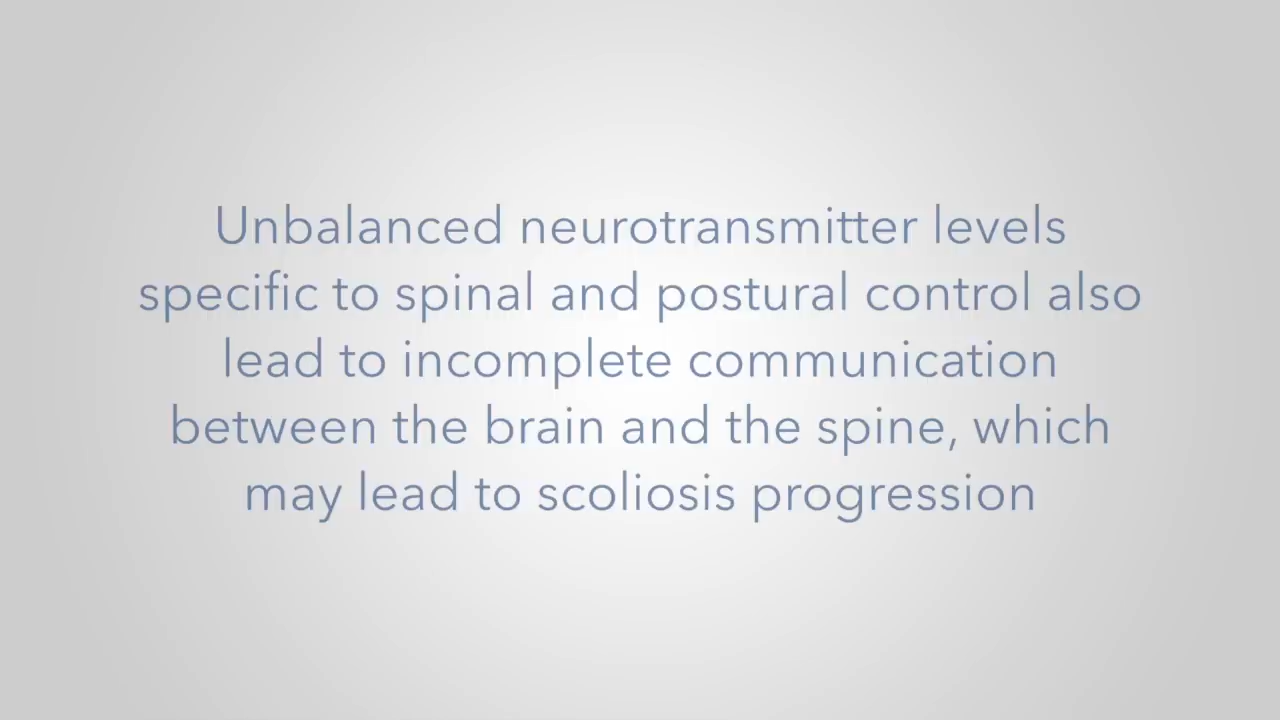 Unbalanced neurotransmitter levels
specific to spinal and postural control also
lead to incomplete communication
between the brain and the spine, which
may lead to scoliosis progression